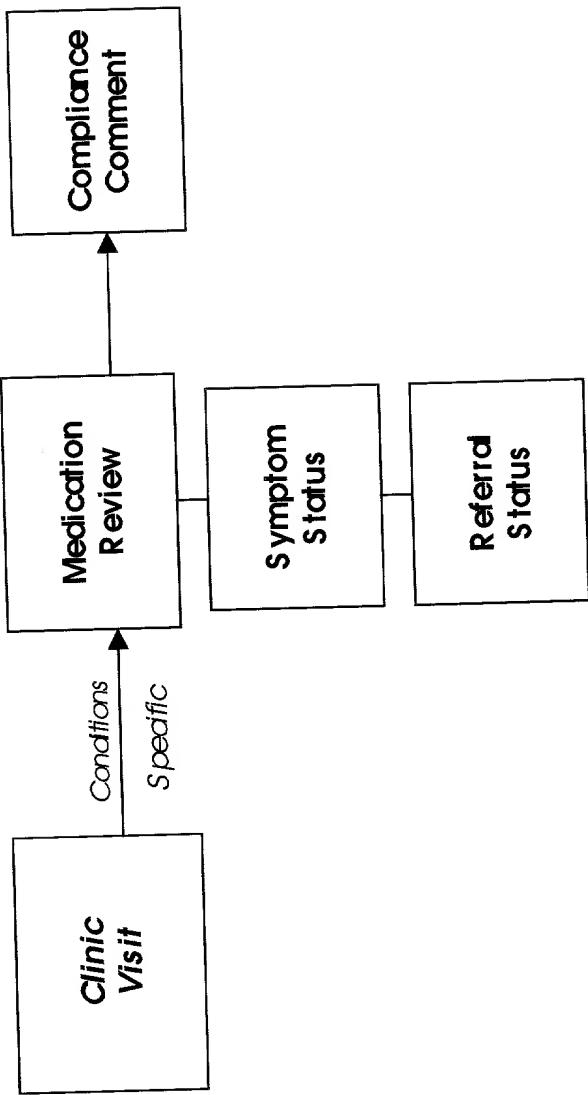 Clinic
Visit
Conditions
Specific
Medication
Review
Compliance
Comment
Symptom
Status
Referral
Status